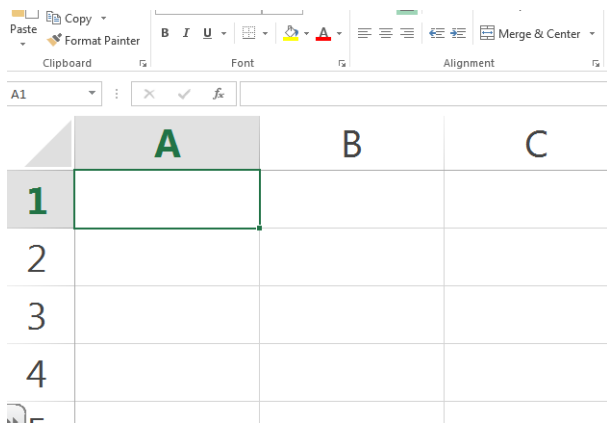 Copy
Paste
Format Painter
B I U A Merge & Center
Clipboard Font Alignment
A1 fx
A B C
1
2
3
4